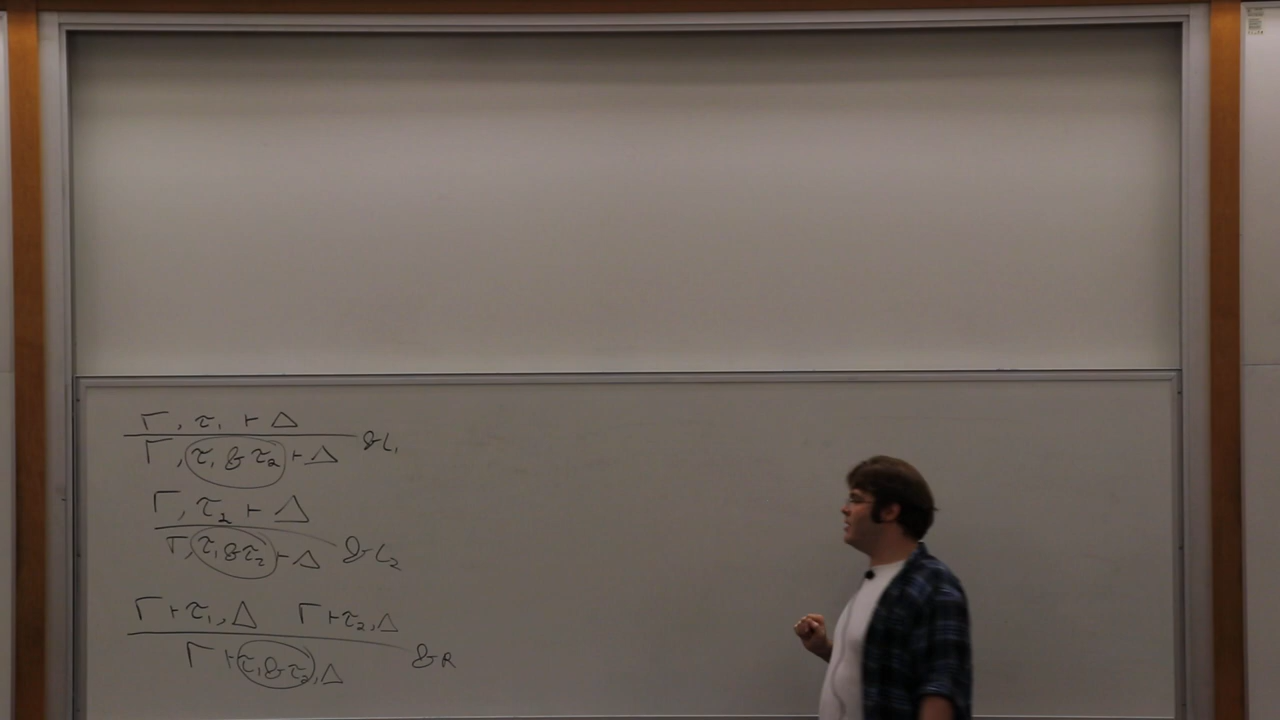 Γ, τ₁ ⊢ Δ
Γ, τ₁ & τ₂ ⊢ Δ &L₁
Γ, τ₂ ⊢ Δ
Γ, τ₁ & τ₂ ⊢ Δ &L₂
Γ ⊢ τ₁, Δ Γ ⊢ τ₂, Δ
Γ ⊢ τ₁ & τ₂, Δ &R